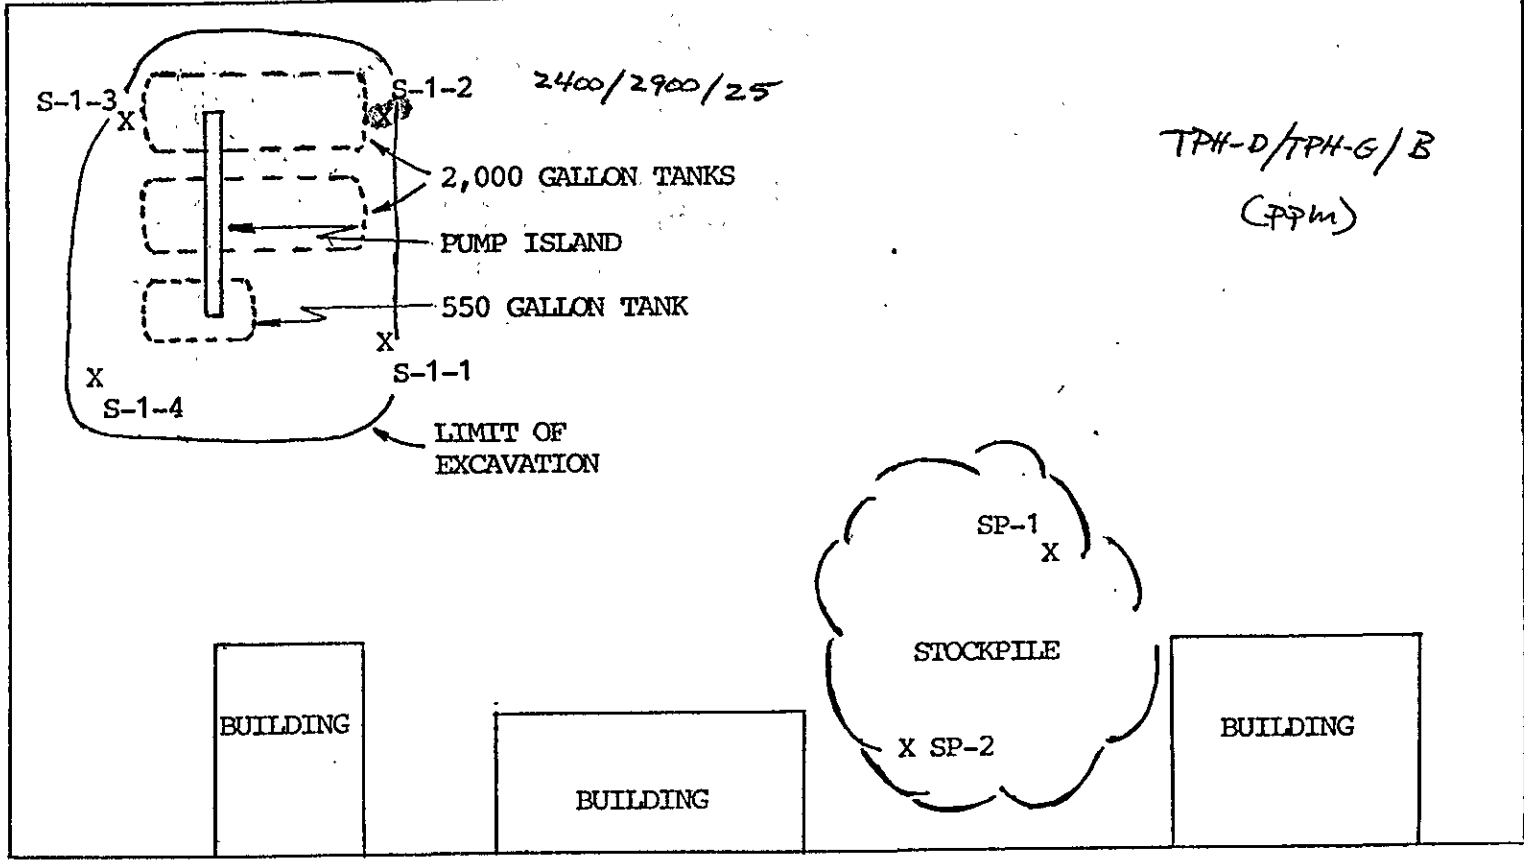 S-1-3
X
S-1-2
X
2400/2900/25
TPH-D/TPH-G/B
(ppm)
2,000 GALLON TANKS
PUMP ISLAND
550 GALLON TANK
X
S-1-1
X
S-1-4
LIMIT OF
EXCAVATION
SP-1
X
STOCKPILE
X SP-2
BUILDING
BUILDING
BUILDING